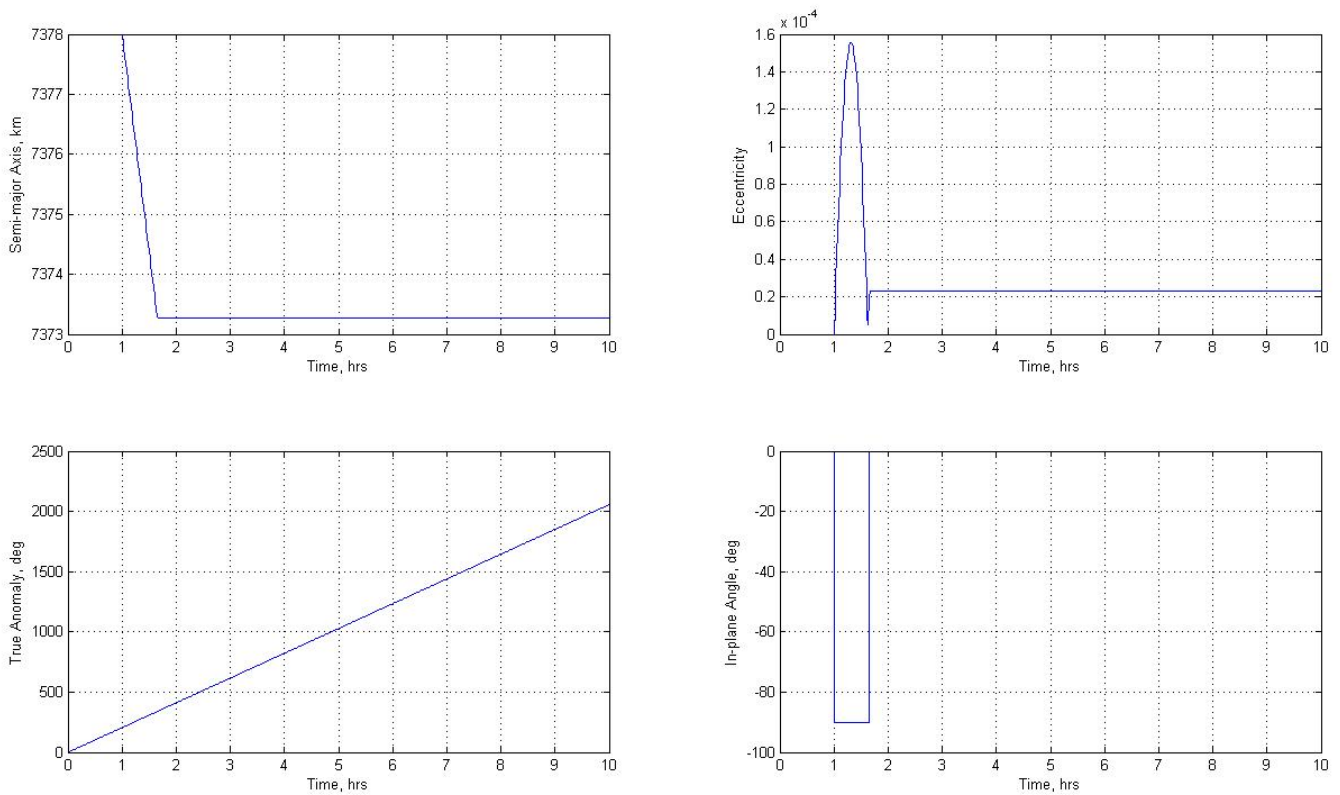 7378
7377
7376
7375
7374
7373
Semi-major Axis, km
0 1 2 3 4 5 6 7 8 9 10
Time, hrs
x 10^-4
1.6
1.4
1.2
1
0.8
0.6
0.4
0.2
0
Eccentricity
0 1 2 3 4 5 6 7 8 9 10
Time, hrs
2500
2000
1500
1000
500
0
True Anomaly, deg
0 1 2 3 4 5 6 7 8 9 10
Time, hrs
0
-20
-40
-60
-80
-100
In-plane Angle, deg
0 1 2 3 4 5 6 7 8 9 10
Time, hrs